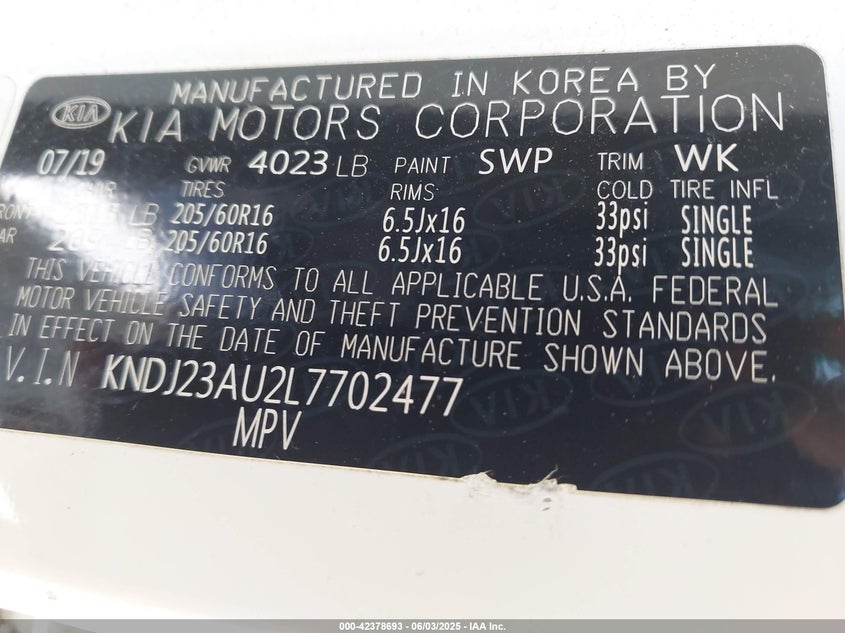 MANUFACTURED IN KOREA BY
KIA KIA MOTORS CORPORATION
07/19 GVWR 4023 LB PAINT SWP TRIM WK
TIRES RIMS COLD TIRE INFL
LB 205/60R16 6.5Jx16 33psi SINGLE
LB 205/60R16 6.5Jx16 33psi SINGLE
THIS VEHICLE CONFORMS TO ALL APPLICABLE U.S.A. FEDERAL
MOTOR VEHICLE SAFETY AND THEFT PREVENTION STANDARDS
IN EFFECT ON THE DATE OF MANUFACTURE SHOWN ABOVE.
V.I.N KNDJ23AU2L7702477
MPV
000-42378693 - 06/03/2025 - IAA Inc.